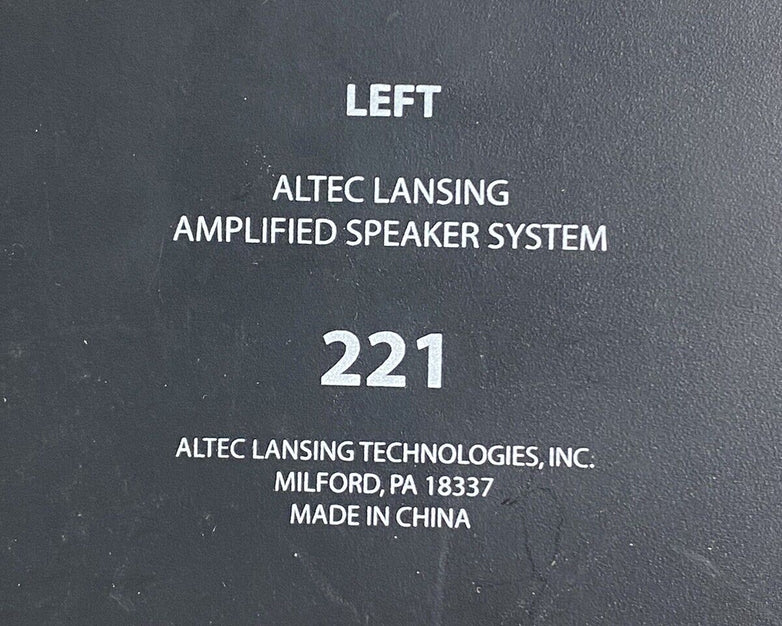 LEFT
ALTEC LANSING
AMPLIFIED SPEAKER SYSTEM
221
ALTEC LANSING TECHNOLOGIES, INC.
MILFORD, PA 18337
MADE IN CHINA